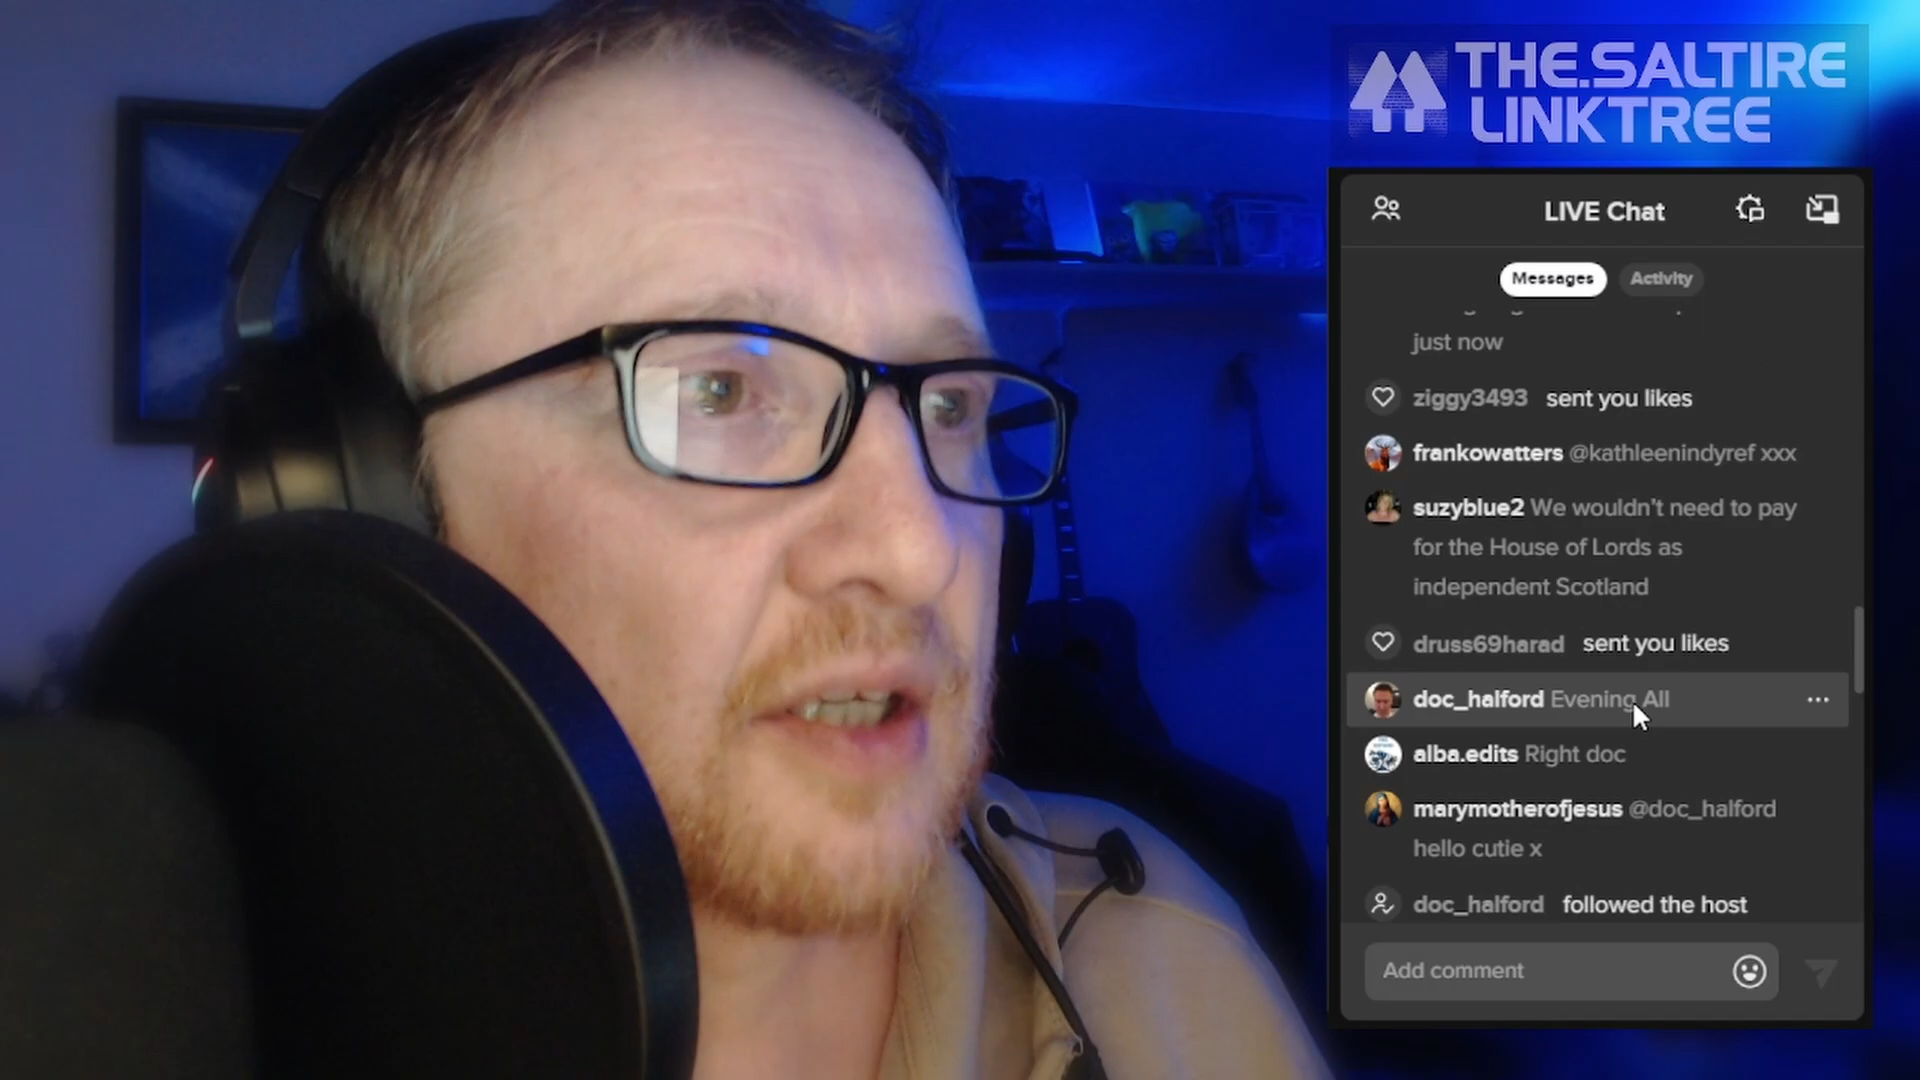 THE.SALTIRE
LINKTREE
LIVE Chat
Messages Activity
just now
ziggy3493 sent you likes
frankowatters @kathleenindyref xxx
suzyblue2 We wouldn't need to pay
for the House of Lords as
independent Scotland
druss69harad sent you likes
doc_halford Evening All
alba.edits Right doc
marymotherofjesus @doc_halford
hello cutie x
doc_halford followed the host
Add comment